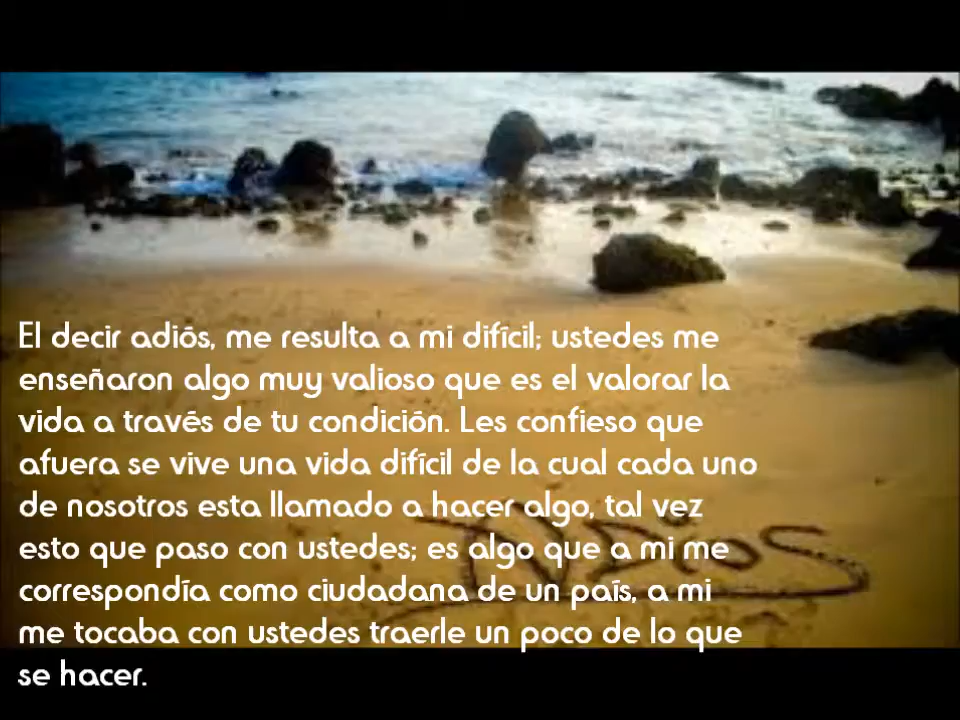 El decir adiós, me resulta a mi difícil; ustedes me
enseñaron algo muy valioso que es el valorar la
vida a través de tu condición. Les confieso que
afuera se vive una vida difícil de la cual cada uno
de nosotros esta llamado a hacer algo, tal vez
esto que paso con ustedes; es algo que a mi me
correspondía como ciudadana de un país, a mi
me tocaba con ustedes traerle un poco de lo que
se hacer.
ADiOS